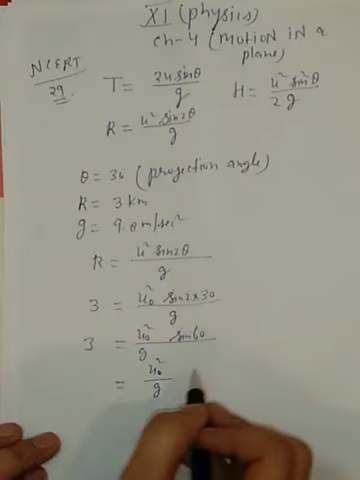 XI (physics)
Ch-4 (Motion in a plane)
NCERT
29.
T = 2u sinθ / g
H = u² sin²θ / 2g
R = u² sin2θ / g
θ = 30 (projection angle)
R = 3 km
g = 9.8 m/sec²
R = u² sin2θ / g
3 = u₀² sin2×30 / g
3 = u₀² sin60 / g
= u₀² / g